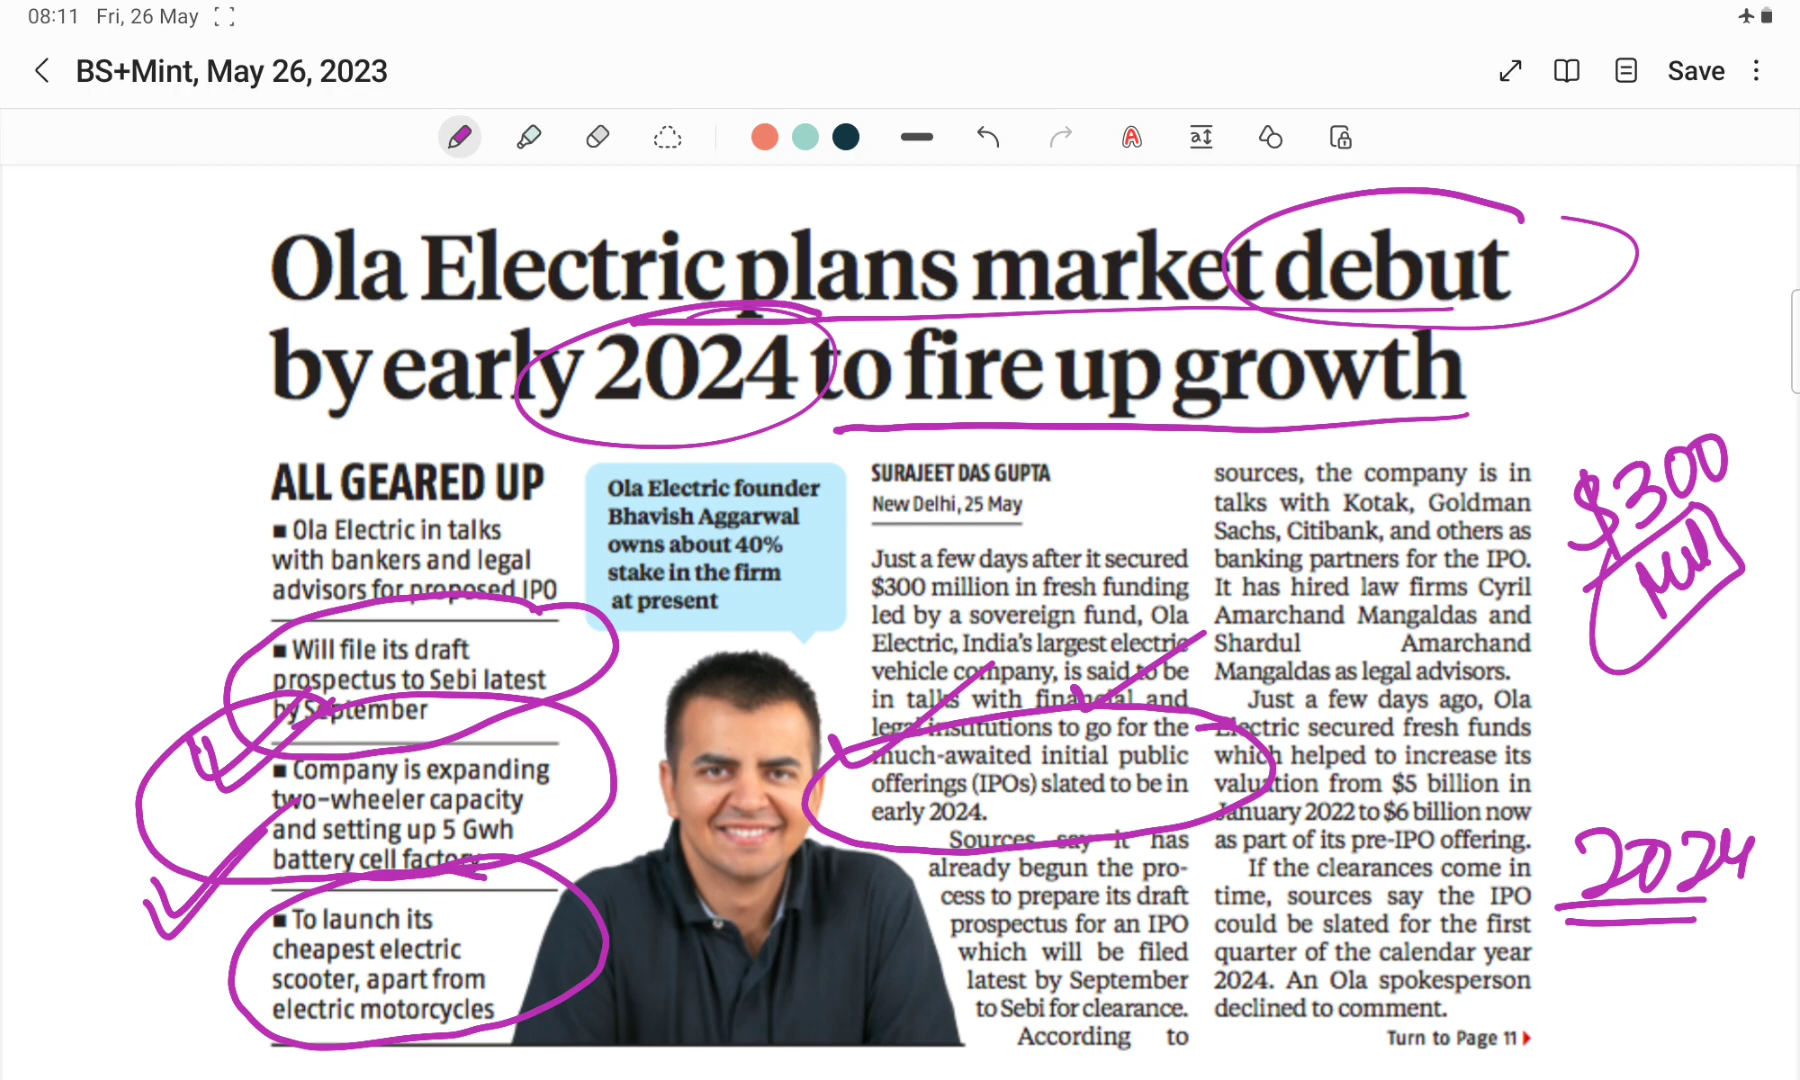 08:11 Fri, 26 May
BS+Mint, May 26, 2023
Save
Ola Electric plans market debut
by early 2024 to fire up growth
ALL GEARED UP
■ Ola Electric in talks
with bankers and legal
advisors for proposed IPO
■ Will file its draft
prospectus to Sebi latest
by September
■ Company is expanding
two-wheeler capacity
and setting up 5 Gwh
battery cell factory
■ To launch its
cheapest electric
scooter, apart from
electric motorcycles
Ola Electric founder
Bhavish Aggarwal
owns about 40%
stake in the firm
at present
SURAJEET DAS GUPTA
New Delhi, 25 May
Just a few days after it secured
$300 million in fresh funding
led by a sovereign fund, Ola
Electric, India's largest electric
vehicle company, is said to be
in talks with financial and
legal institutions to go for the
much-awaited initial public
offerings (IPOs) slated to be in
early 2024.
Sources say it has
already begun the pro-
cess to prepare its draft
prospectus for an IPO
which will be filed
latest by September
to Sebi for clearance.
According to
sources, the company is in
talks with Kotak, Goldman
Sachs, Citibank, and others as
banking partners for the IPO.
It has hired law firms Cyril
Amarchand Mangaldas and
Shardul Amarchand
Mangaldas as legal advisors.
Just a few days ago, Ola
Electric secured fresh funds
which helped to increase its
valuation from $5 billion in
January 2022 to $6 billion now
as part of its pre-IPO offering.
If the clearances come in
time, sources say the IPO
could be slated for the first
quarter of the calendar year
2024. An Ola spokesperson
declined to comment.
Turn to Page 11
$300
2024